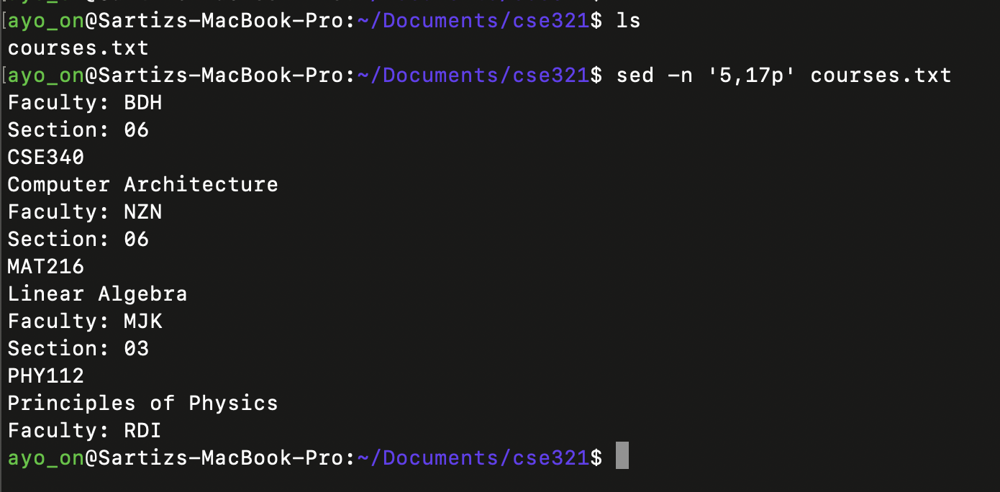 ayo_on@Sartizs-MacBook-Pro:~/Documents/cse321$ ls
courses.txt
ayo_on@Sartizs-MacBook-Pro:~/Documents/cse321$ sed -n '5,17p' courses.txt
Faculty: BDH
Section: 06
CSE340
Computer Architecture
Faculty: NZN
Section: 06
MAT216
Linear Algebra
Faculty: MJK
Section: 03
PHY112
Principles of Physics
Faculty: RDI
ayo_on@Sartizs-MacBook-Pro:~/Documents/cse321$